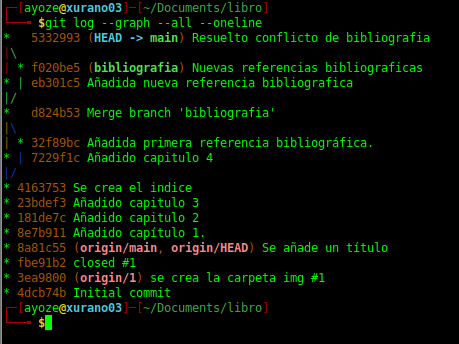 ┌─[ayoze@xurano03]─[~/Documents/libro]
└──╼ $git log --graph --all --oneline
*   5332993 (HEAD -> main) Resuelto conflicto de bibliografia
|\
| * f020be5 (bibliografia) Nuevas referencias bibliograficas
* | eb301c5 Añadida nueva referencia bibliografica
|/
*   d824b53 Merge branch 'bibliografia'
|\
| * 32f89bc Añadida primera referencia bibliográfica.
* | 7229f1c Añadido capitulo 4
|/
* 4163753 Se crea el indice
* 23bdef3 Añadido capitulo 3
* 181de7c Añadido capitulo 2
* 8e7b911 Añadido capítulo 1.
* 8a81c55 (origin/main, origin/HEAD) Se añade un título
* fbe91b2 closed #1
* 3ea9800 (origin/1) se crea la carpeta img #1
* 4dcb74b Initial commit
┌─[ayoze@xurano03]─[~/Documents/libro]
└──╼ $